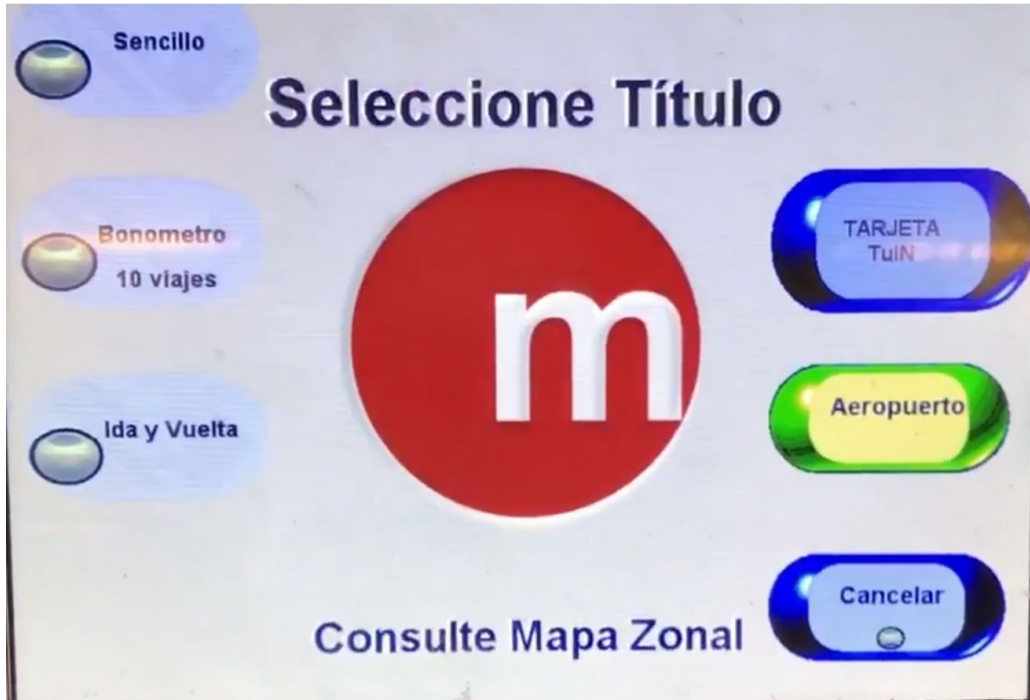 Sencillo
Seleccione Título
Bonometro
10 viajes
TARJETA
TuIN
m
Aeropuerto
Ida y Vuelta
Cancelar
Consulte Mapa Zonal